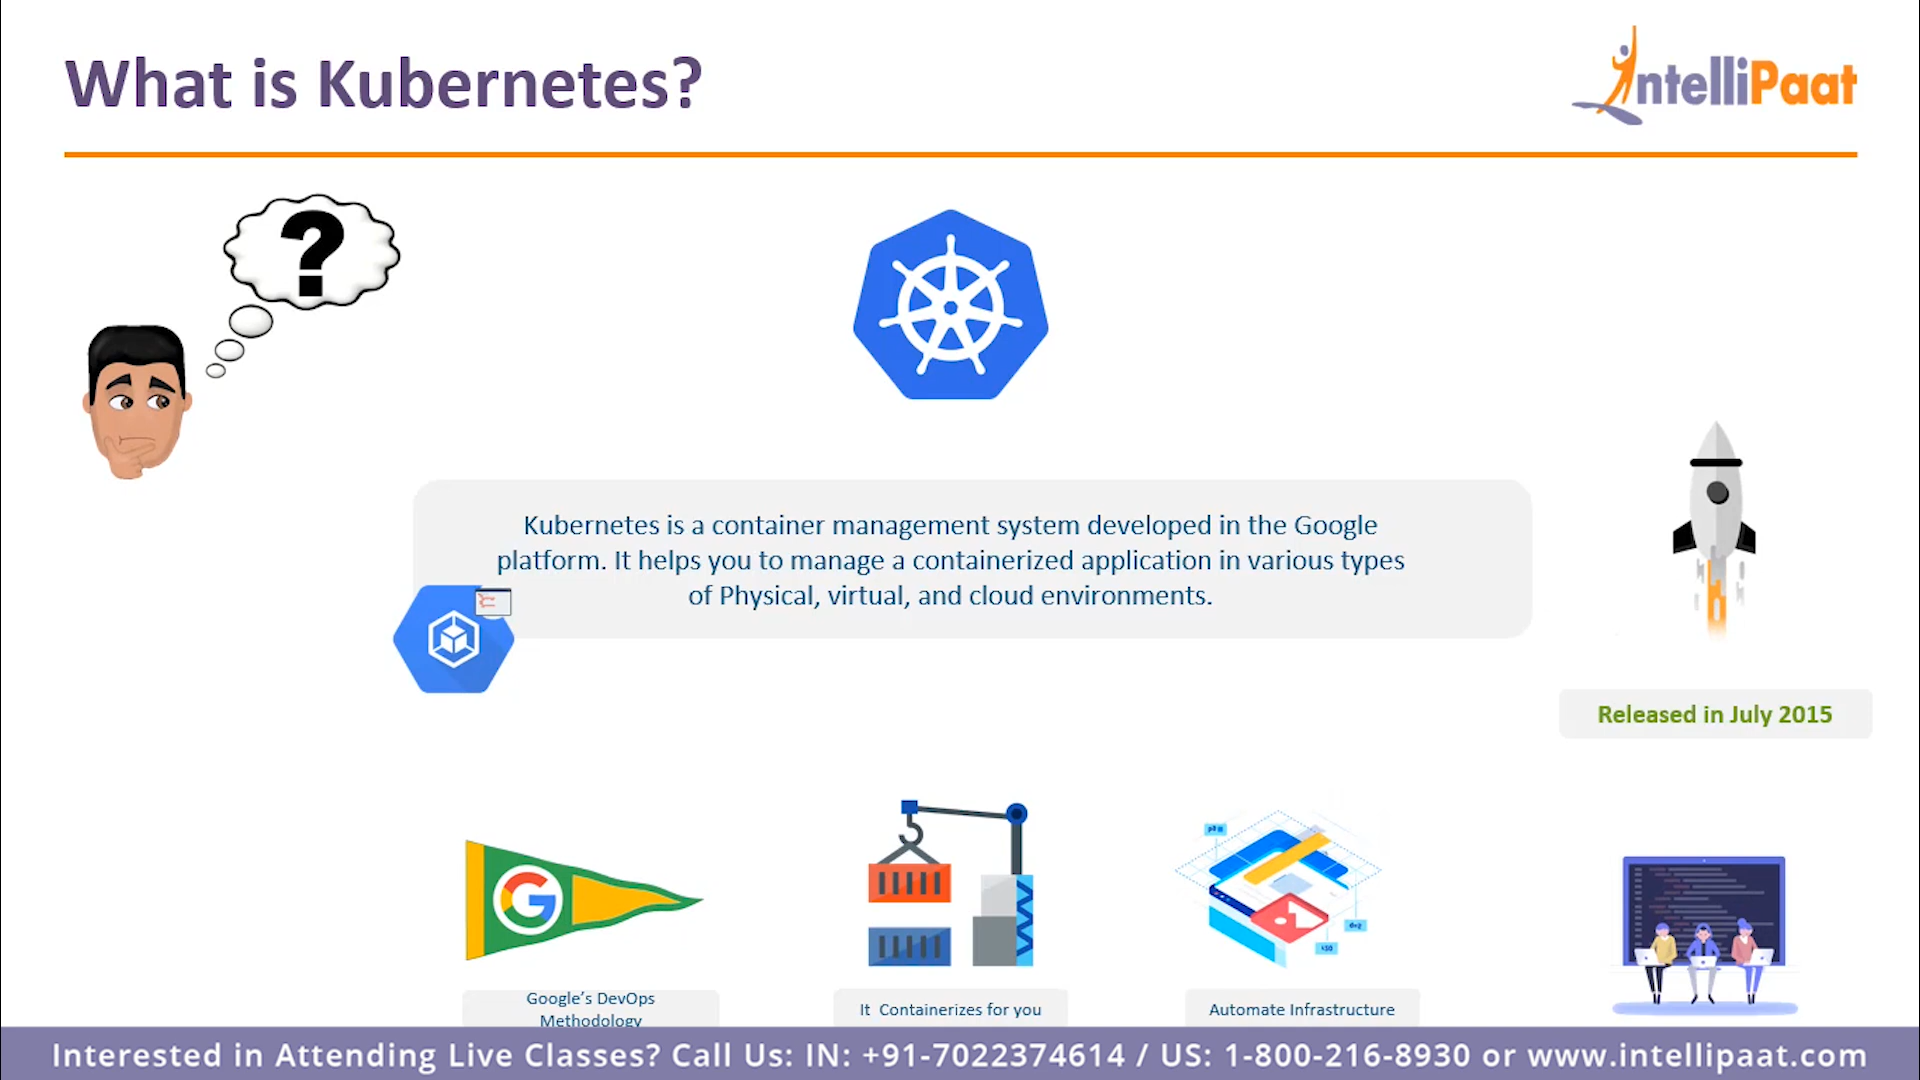 What is Kubernetes?
IntelliPaat
?
Kubernetes is a container management system developed in the Google
platform. It helps you to manage a containerized application in various types
of Physical, virtual, and cloud environments.
Released in July 2015
G
Google’s DevOps
Methodology
It Containerizes for you
Automate Infrastructure
Interested in Attending Live Classes? Call Us: IN: +91-7022374614 / US: 1-800-216-8930 or www.intellipaat.com